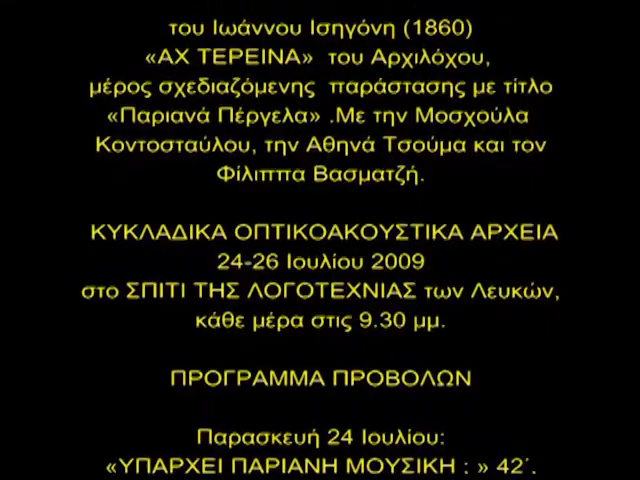 του Ιωάννου Ισηγόνη (1860)
«ΑΧ ΤΕΡΕΙΝΑ» του Αρχιλόχου,
μέρος σχεδιαζόμενης παράστασης με τίτλο
«Παριανά Πέργελα» .Με την Μοσχούλα
Κοντοσταύλου, την Αθηνά Τσούμα και τον
Φίλιππα Βασματζή.
ΚΥΚΛΑΔΙΚΑ ΟΠΤΙΚΟΑΚΟΥΣΤΙΚΑ ΑΡΧΕΙΑ
24-26 Ιουλίου 2009
στο ΣΠΙΤΙ ΤΗΣ ΛΟΓΟΤΕΧΝΙΑΣ των Λευκών,
κάθε μέρα στις 9.30 μμ.
ΠΡΟΓΡΑΜΜΑ ΠΡΟΒΟΛΩΝ
Παρασκευή 24 Ιουλίου:
«ΥΠΑΡΧΕΙ ΠΑΡΙΑΝΗ ΜΟΥΣΙΚΗ ; » 42΄.